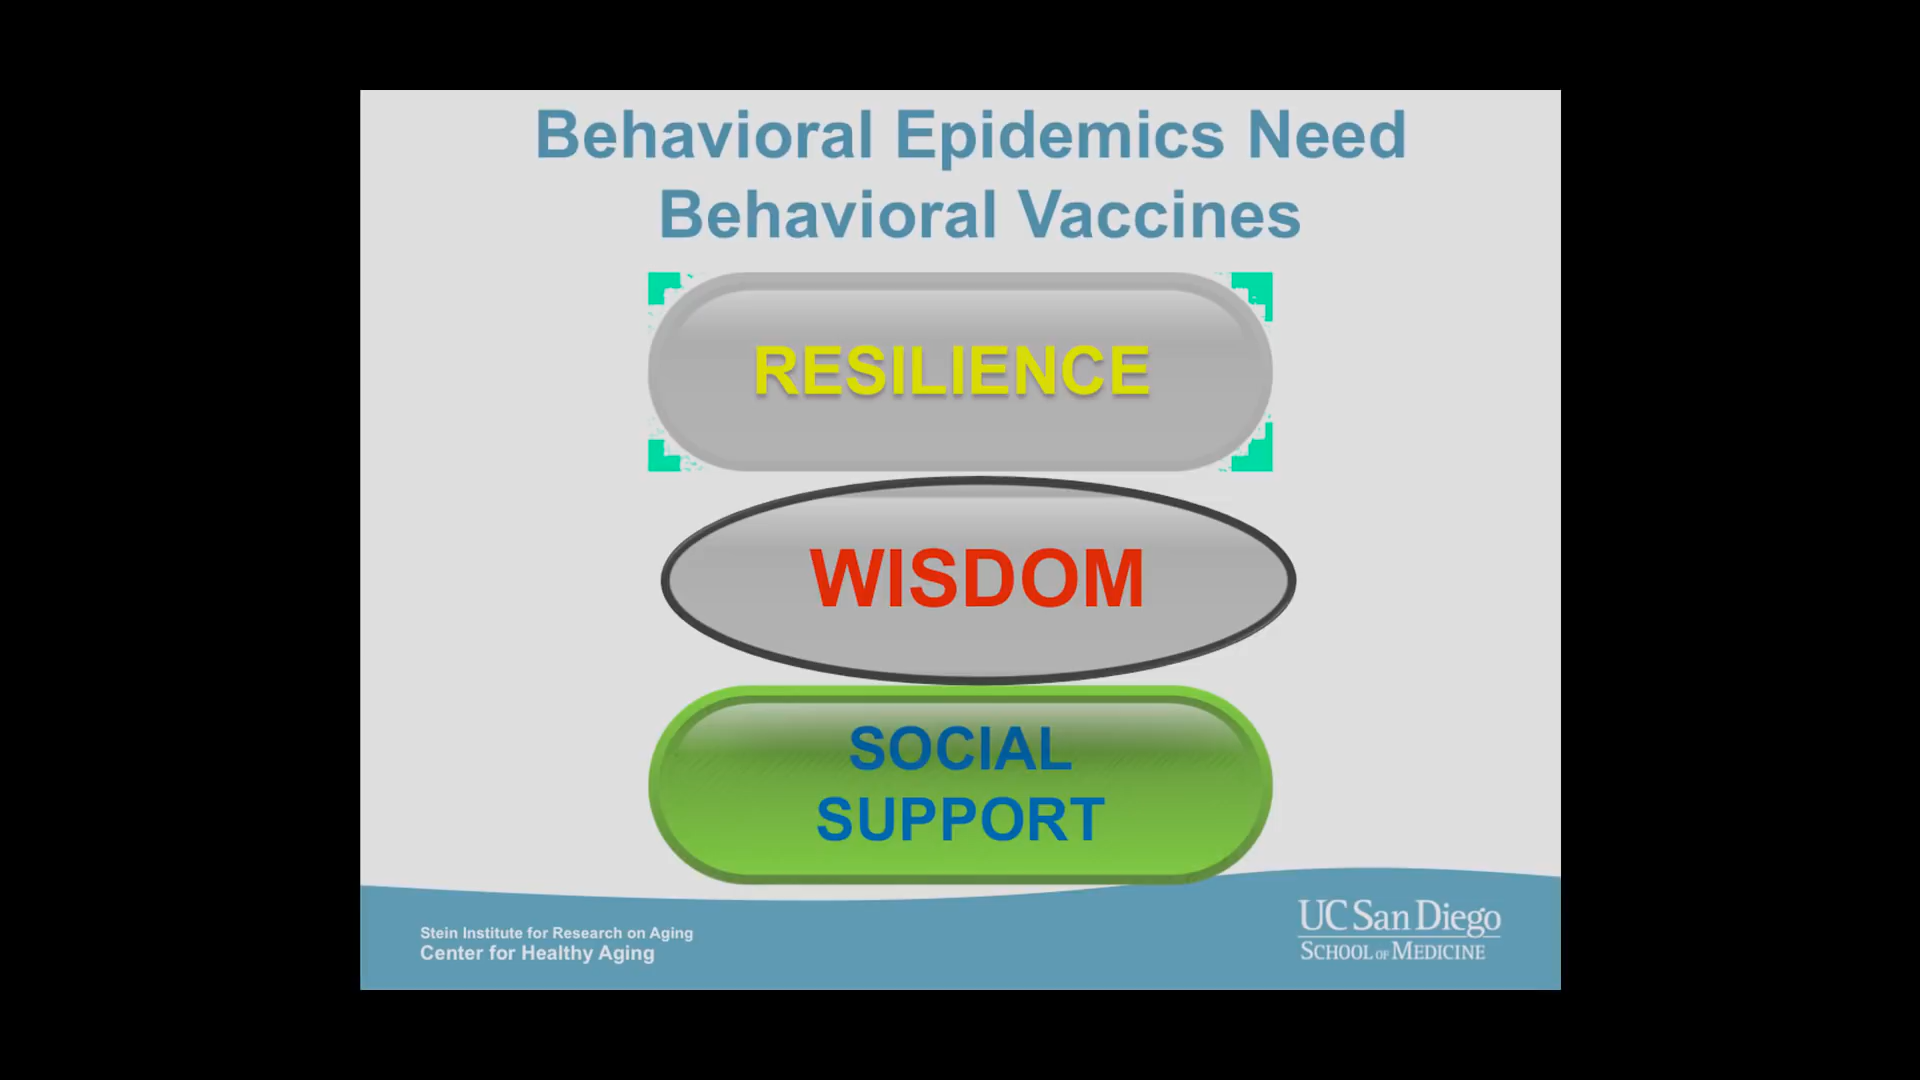 Behavioral Epidemics Need
Behavioral Vaccines
RESILIENCE
WISDOM
SOCIAL
SUPPORT
Stein Institute for Research on Aging
Center for Healthy Aging
UC San Diego
SCHOOL OF MEDICINE